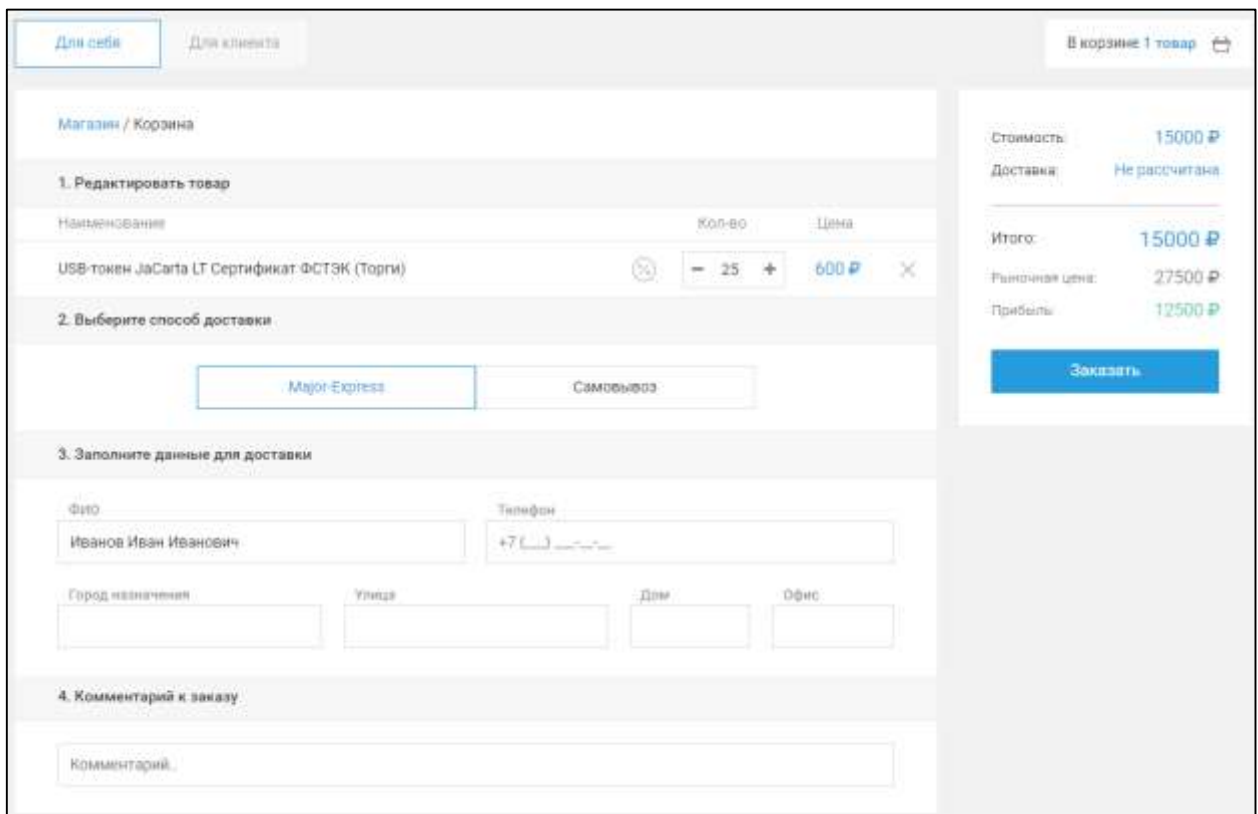 Для себя Для клиента В корзине 1 товар
Магазин / Корзина
1. Редактировать товар
Наименование Кол-во Цена
USB-токен JaCarta LT Сертификат ФСТЭК (Торги) % − 25 + 600 ₽
2. Выберите способ доставки
Major-Express Самовывоз
3. Заполните данные для доставки
ФИО Телефон
Иванов Иван Иванович +7 (___) ___-__-__
Город назначения Улица Дом Офис
4. Комментарий к заказу
Комментарий..
Стоимость: 15000 ₽
Доставка: Не рассчитана
Итого: 15000 ₽
Рыночная цена: 27500 ₽
Прибыль: 12500 ₽
Заказать